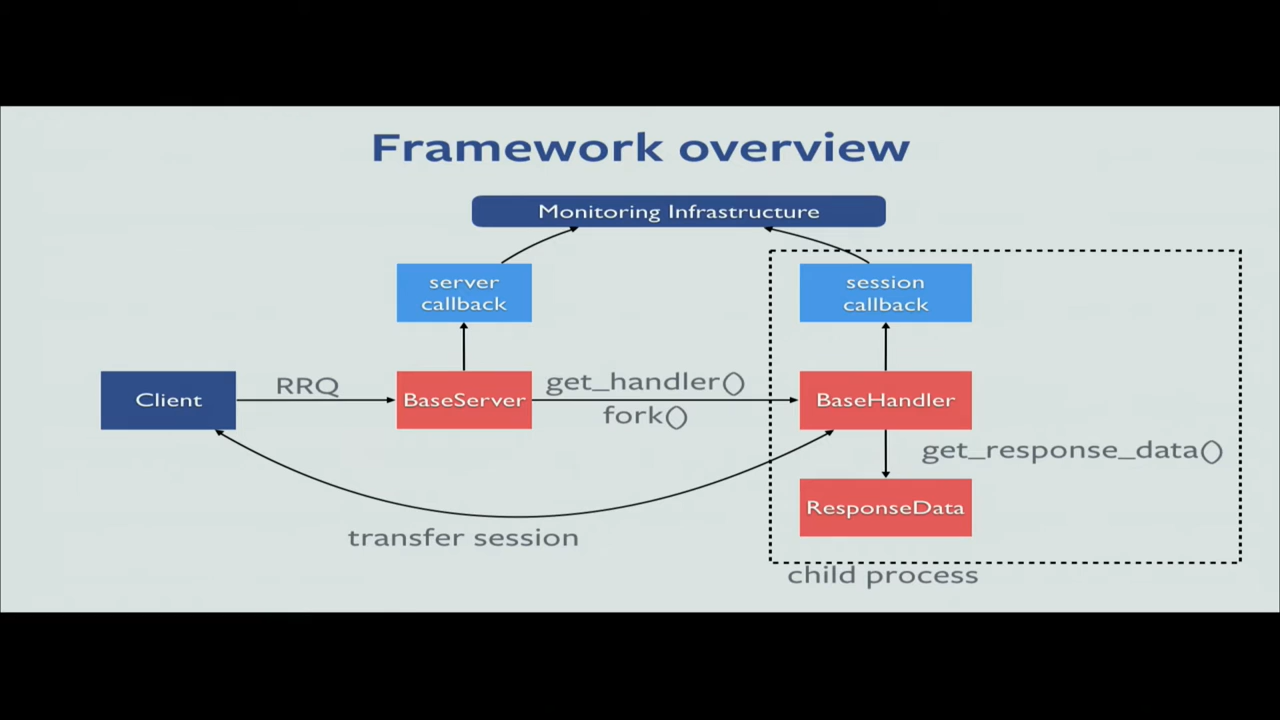 Framework overview
Monitoring Infrastructure
server
callback
session
callback
Client
RRQ
BaseServer
get_handler()
fork()
BaseHandler
get_response_data()
ResponseData
transfer session
child process